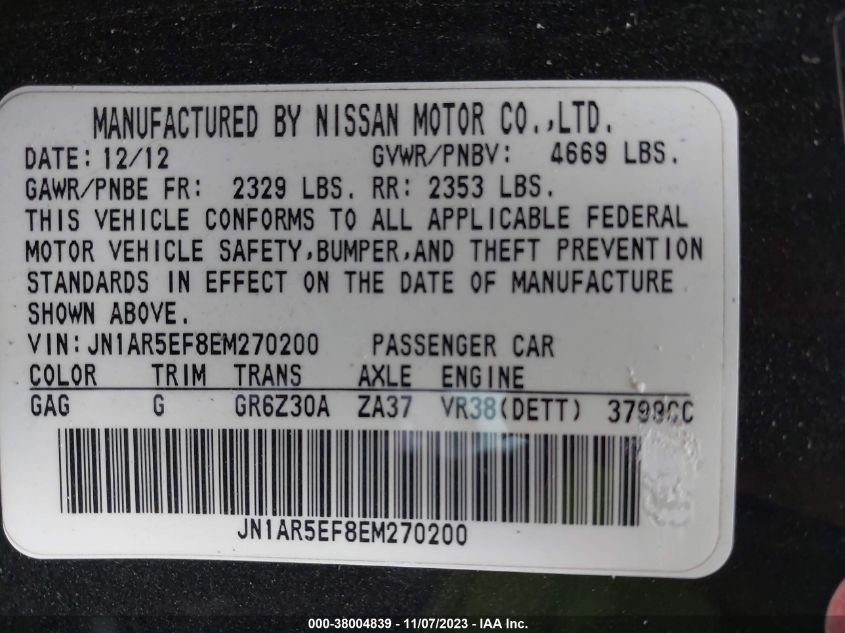 MANUFACTURED BY NISSAN MOTOR CO.,LTD.
DATE: 12/12 GVWR/PNBV: 4669 LBS.
GAWR/PNBE FR: 2329 LBS. RR: 2353 LBS.
THIS VEHICLE CONFORMS TO ALL APPLICABLE FEDERAL
MOTOR VEHICLE SAFETY,BUMPER,AND THEFT PREVENTION
STANDARDS IN EFFECT ON THE DATE OF MANUFACTURE
SHOWN ABOVE.
VIN: JN1AR5EF8EM270200 PASSENGER CAR
COLOR TRIM TRANS AXLE ENGINE
GAG G GR6Z30A ZA37 VR38(DETT) 3799CC
JN1AR5EF8EM270200
000-38004839 - 11/07/2023 - IAA Inc.